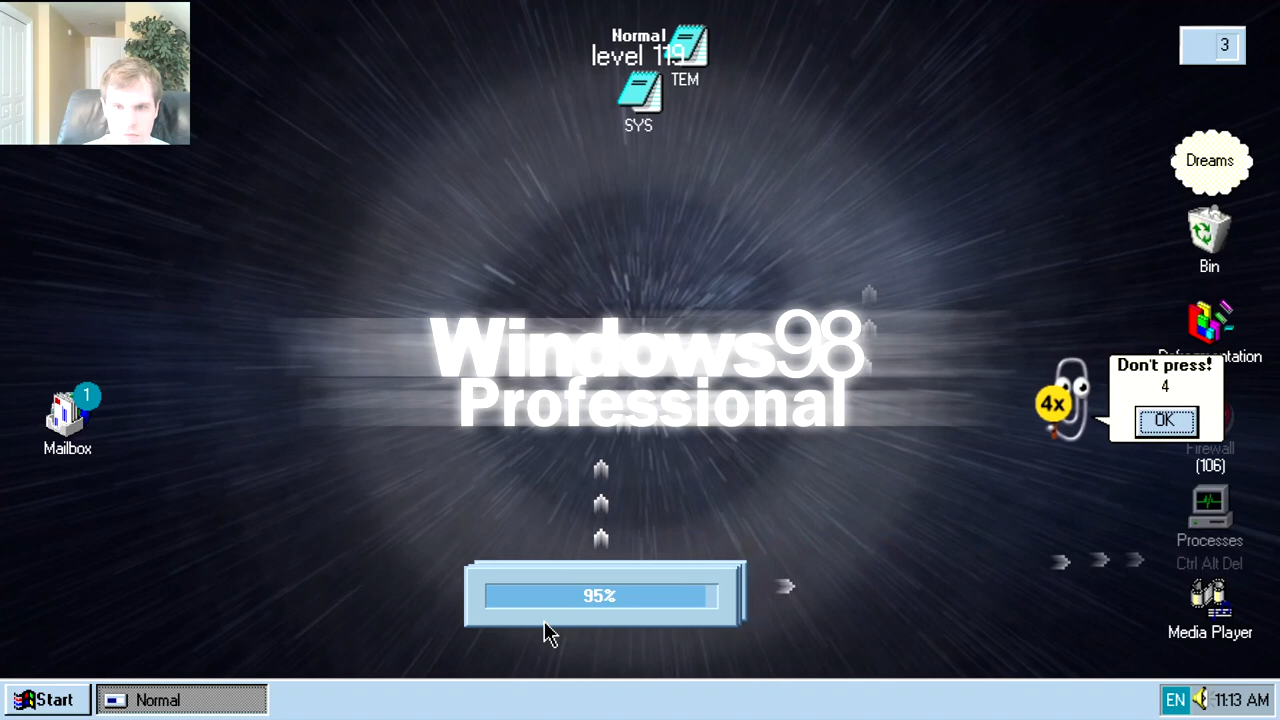 Normal
level 119
TEM
SYS
3
Dreams
Bin
Windows98
Professional
Don't press!
4
OK
4x
1
Mailbox
Firewall
(106)
Processes
Ctrl Alt Del
95%
Media Player
Start
Normal
EN
11:13 AM